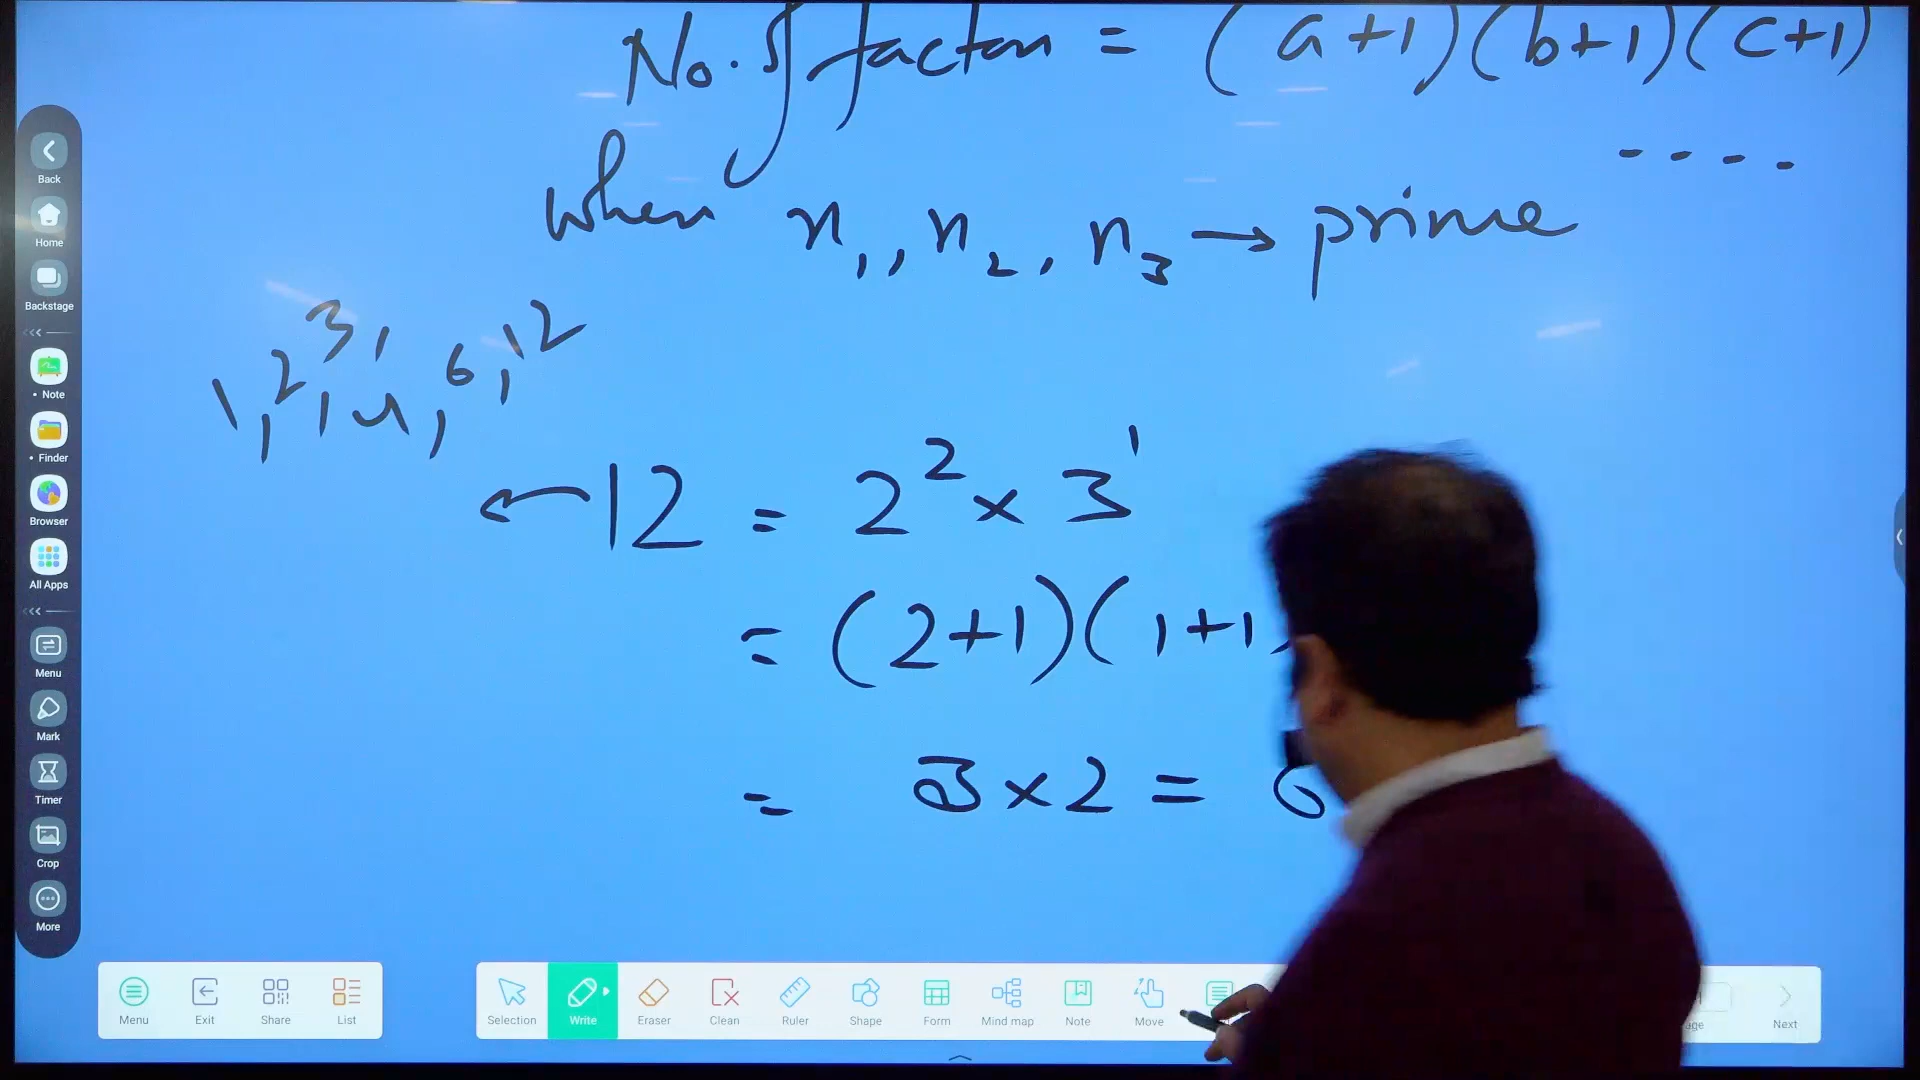 No. of factors = (a+1)(b+1)(c+1)
....
when n₁, n₂, n₃ → prime
1, 2, 3, 4, 6, 12
← 12 = 2² × 3¹
= (2+1)(1+1
= 3 × 2 = 6
Back
Home
Backstage
Note
Finder
Browser
All Apps
Menu
Mark
Timer
Crop
More
Menu Exit Share List
Selection Write Eraser Clean Ruler Shape Form Mind map Note Move
Next